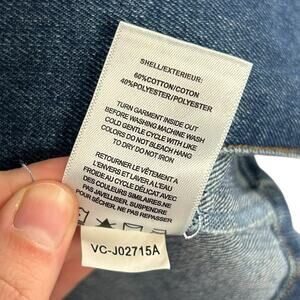 SHELL/EXTERIEUR:
60%COTTON/COTON
40%POLYESTER/POLYESTER
TURN GARMENT INSIDE OUT
BEFORE WASHING MACHINE WASH
COLD GENTLE CYCLE WITH LIKE
COLORS DO NOT BLEACH HANG
TO DRY DO NOT IRON
RETOURNEZ LE VÊTEMENT À
L'ENVERS ET LAVER A L'EAU
FROIDE AU CYCLE DÉLICAT AVEC
DES COULEURS SIMILAIRES. NE
PAS JAVELLISER. SUSPENDRE
POUR SÉCHER. NE PAS REPASSER
VC-J02715A